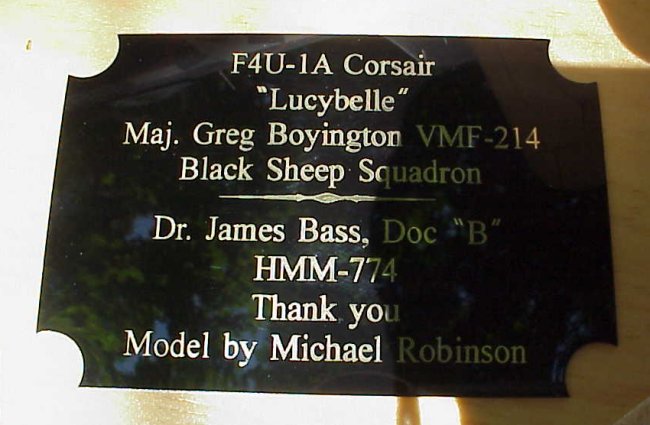 F4U-1A Corsair
"Lucybelle"
Maj. Greg Boyington VMF-214
Black Sheep Squadron
Dr. James Bass, Doc "B"
HMM-774
Thank you
Model by Michael Robinson